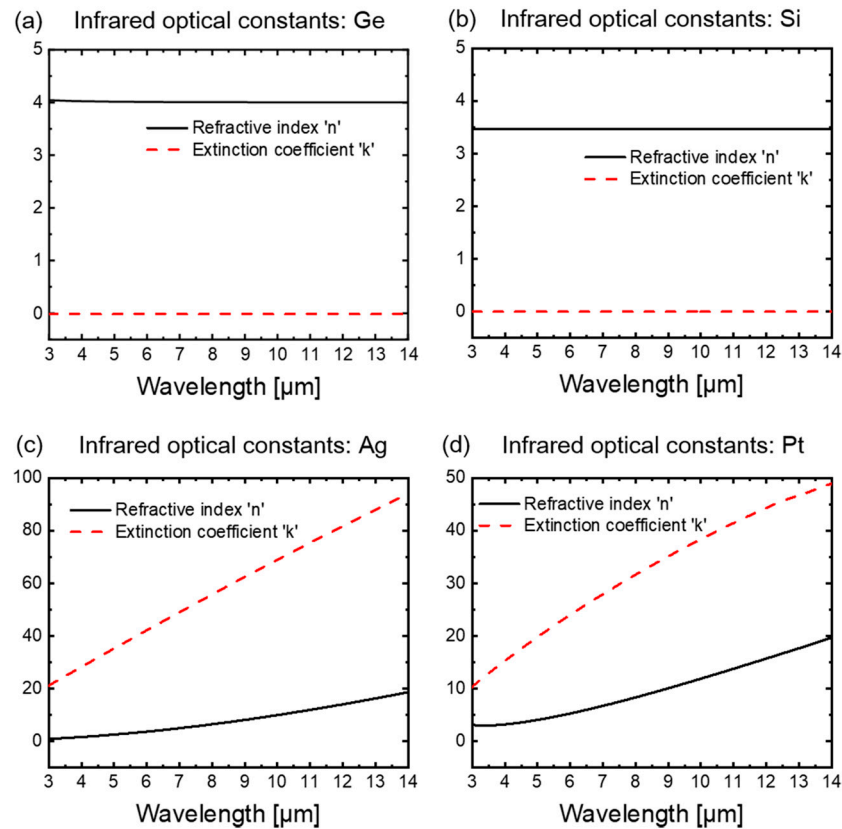 (a) Infrared optical constants: Ge
5
4
3
2
1
0
Refractive index 'n'
Extinction coefficient 'k'
3 4 5 6 7 8 9 10 11 12 13 14
Wavelength [µm]
(b) Infrared optical constants: Si
5
4
3
2
1
0
Refractive index 'n'
Extinction coefficient 'k'
3 4 5 6 7 8 9 10 11 12 13 14
Wavelength [µm]
(c) Infrared optical constants: Ag
100
80
60
40
20
0
Refractive index 'n'
Extinction coefficient 'k'
3 4 5 6 7 8 9 10 11 12 13 14
Wavelength [µm]
(d) Infrared optical constants: Pt
50
40
30
20
10
0
Refractive index 'n'
Extinction coefficient 'k'
3 4 5 6 7 8 9 10 11 12 13 14
Wavelength [µm]